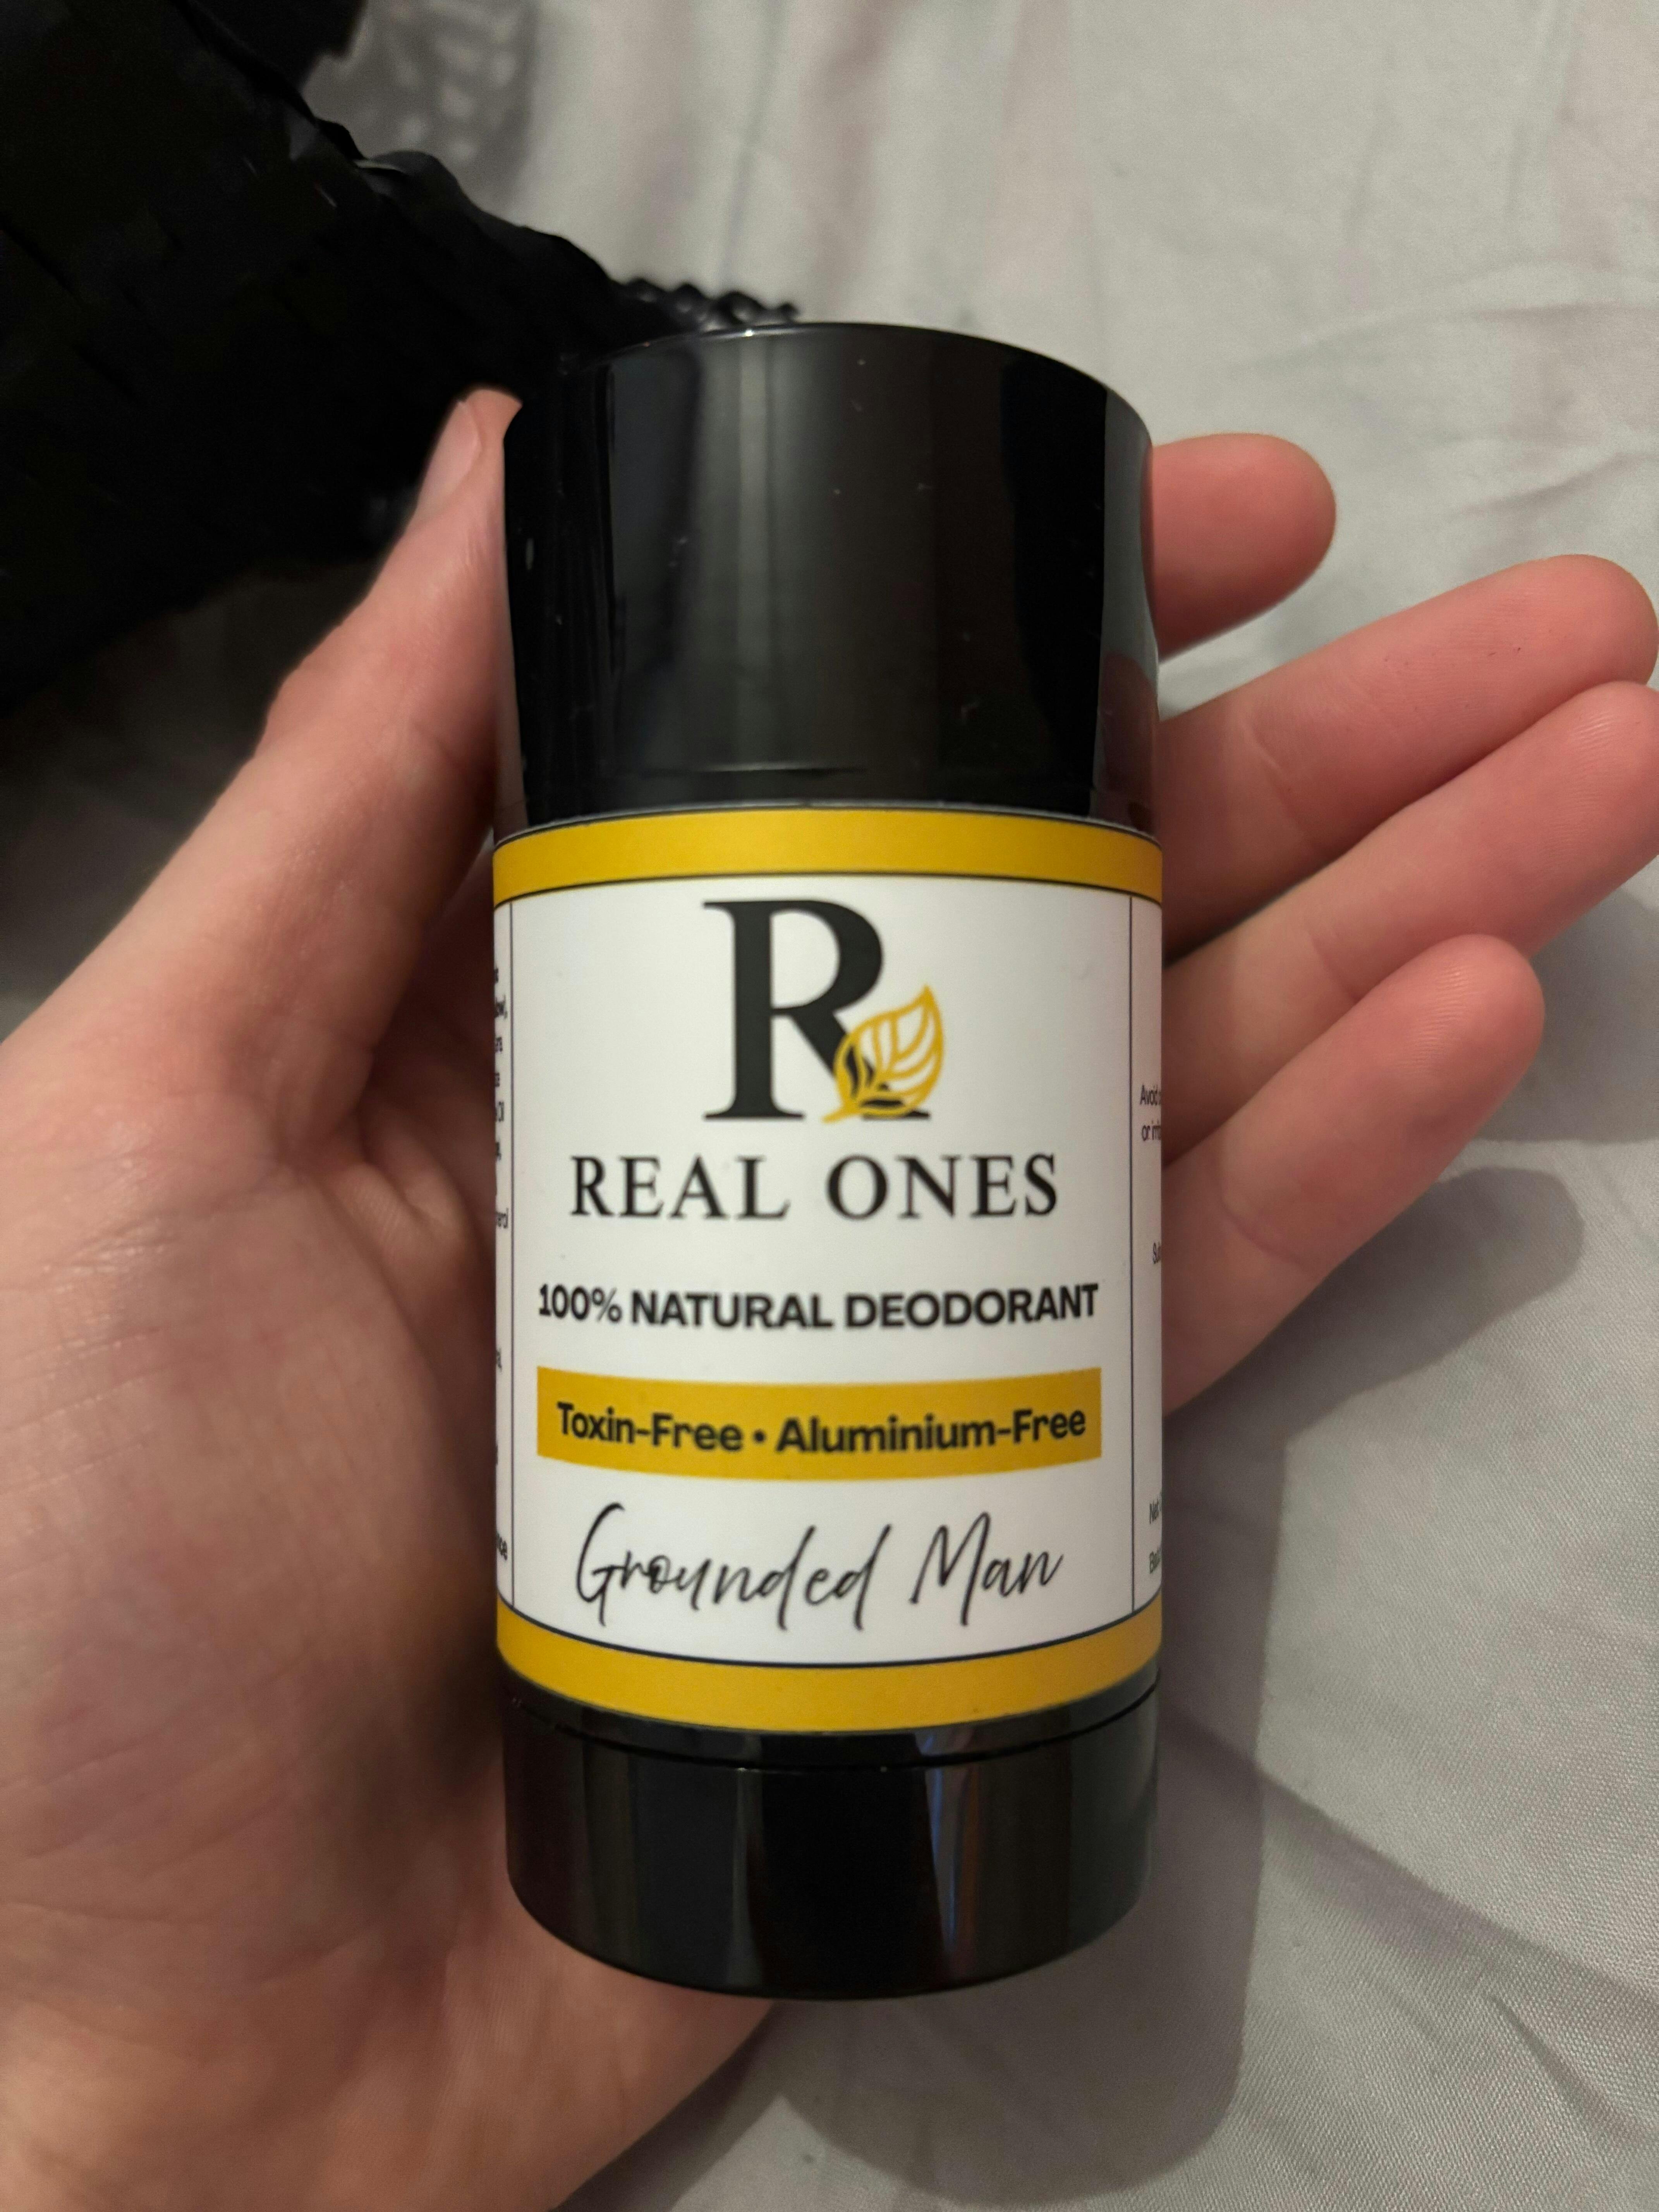 R
REAL ONES
100% NATURAL DEODORANT
Toxin-Free • Aluminium-Free
Grounded Man